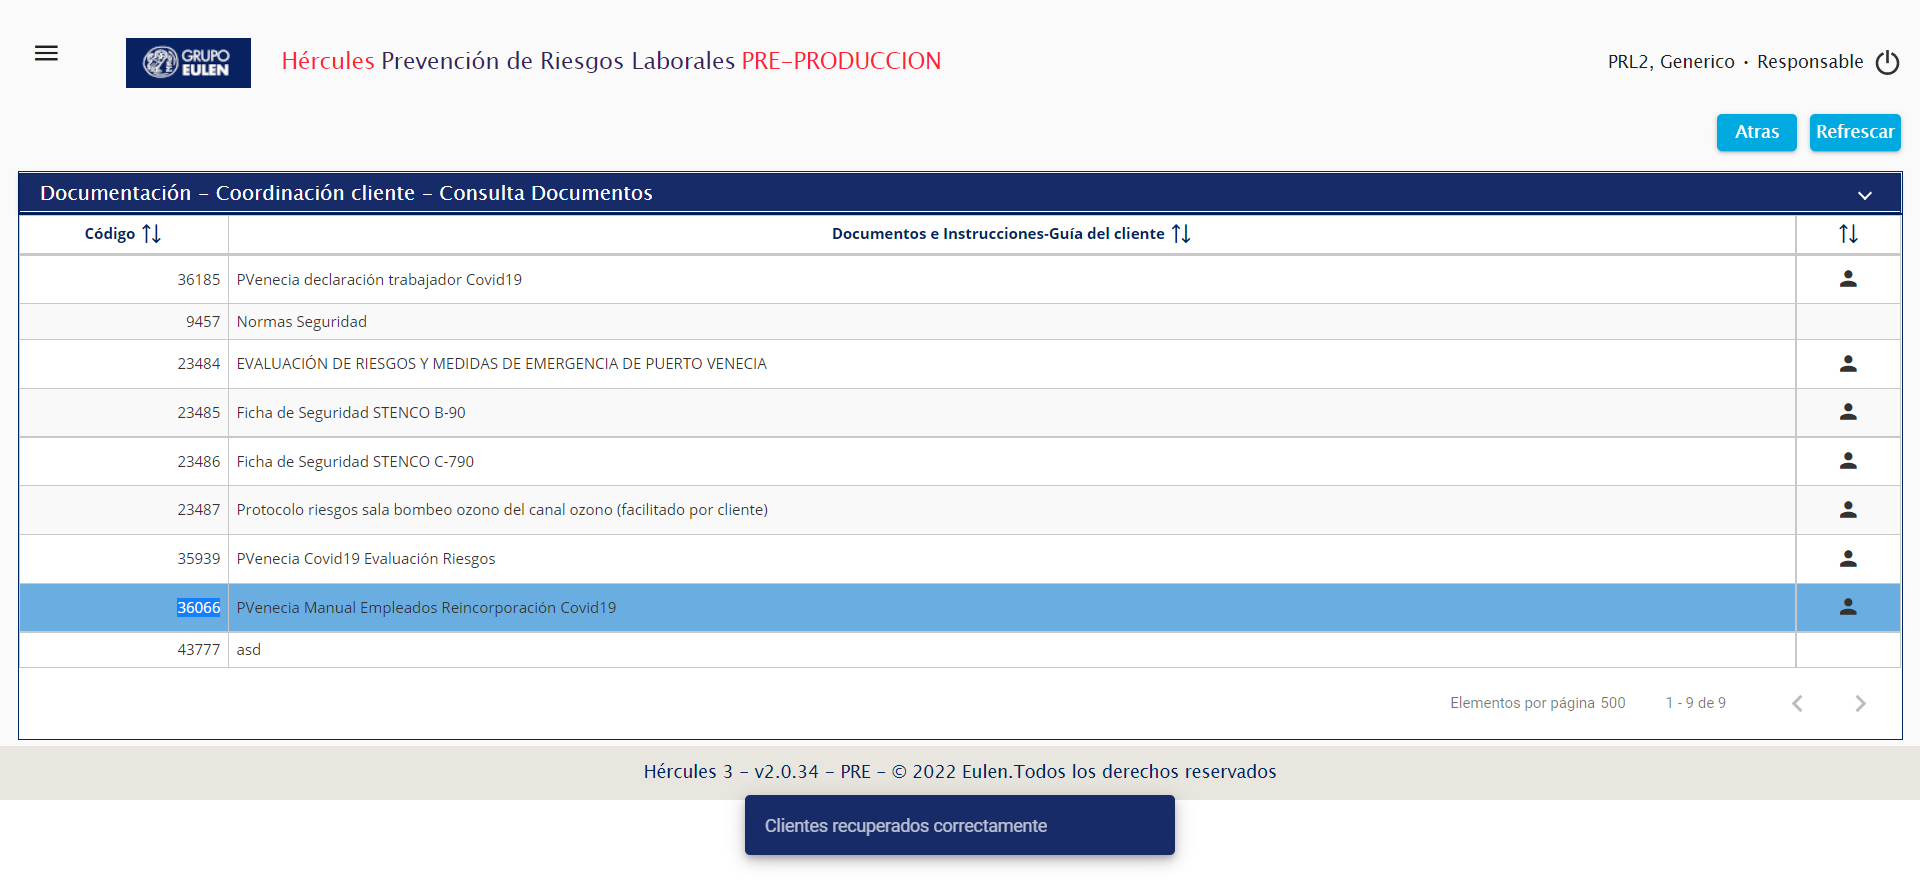 GRUPO
EULEN
Hércules Prevención de Riesgos Laborales PRE-PRODUCCION
PRL2, Generico • Responsable
Atras
Refrescar
Documentación - Coordinación cliente - Consulta Documentos
Código
Documentos e Instrucciones-Guía del cliente
36185 PVenecia declaración trabajador Covid19
9457 Normas Seguridad
23484 EVALUACIÓN DE RIESGOS Y MEDIDAS DE EMERGENCIA DE PUERTO VENECIA
23485 Ficha de Seguridad STENCO B-90
23486 Ficha de Seguridad STENCO C-790
23487 Protocolo riesgos sala bombeo ozono del canal ozono (facilitado por cliente)
35939 PVenecia Covid19 Evaluación Riesgos
36066 PVenecia Manual Empleados Reincorporación Covid19
43777 asd
Elementos por página 500 1 - 9 de 9
Hércules 3 - v2.0.34 - PRE - © 2022 Eulen.Todos los derechos reservados
Clientes recuperados correctamente